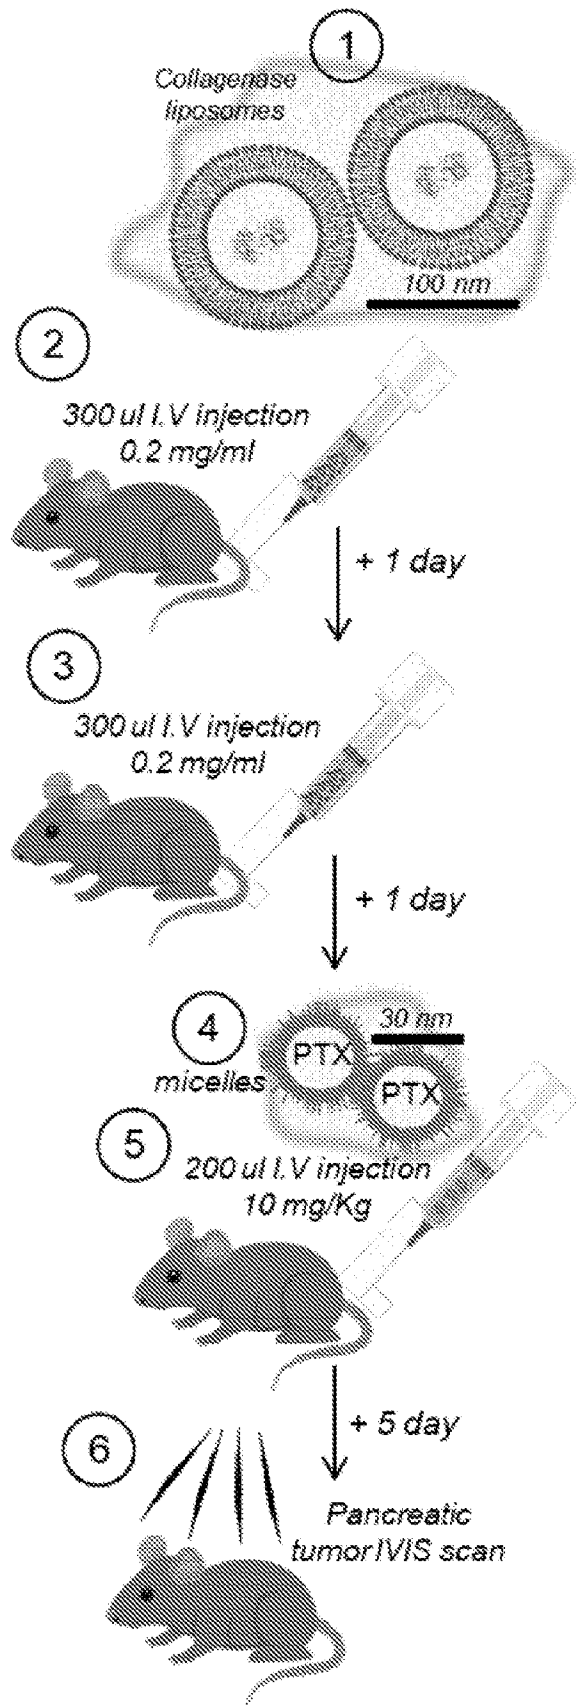 1
Collagenase
liposomes
100 nm
2
300 ul I.V injection
0.2 mg/ml
+ 1 day
3
300 ul I.V injection
0.2 mg/ml
+ 1 day
4
30 nm
PTX
micelles
PTX
5
200 ul I.V injection
10 mg/Kg
+ 5 day
6
Pancreatic
tumor IVIS scan